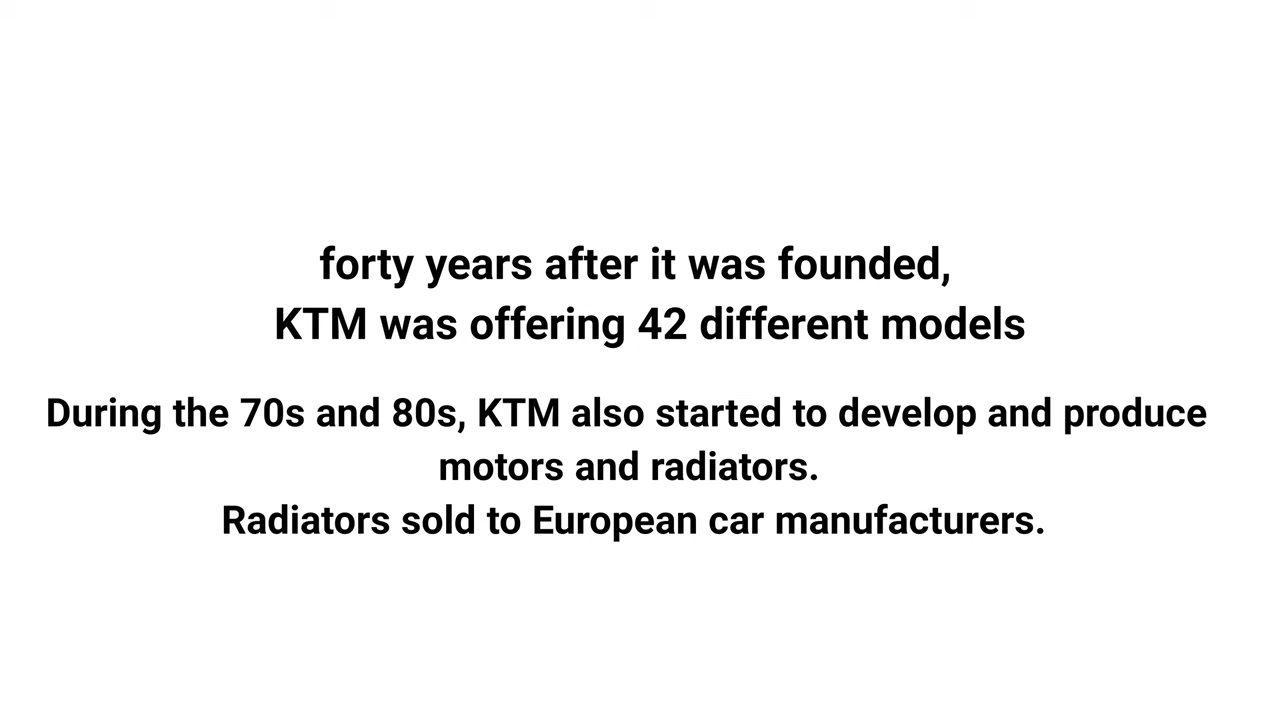 forty years after it was founded,
KTM was offering 42 different models
During the 70s and 80s, KTM also started to develop and produce
motors and radiators.
Radiators sold to European car manufacturers.